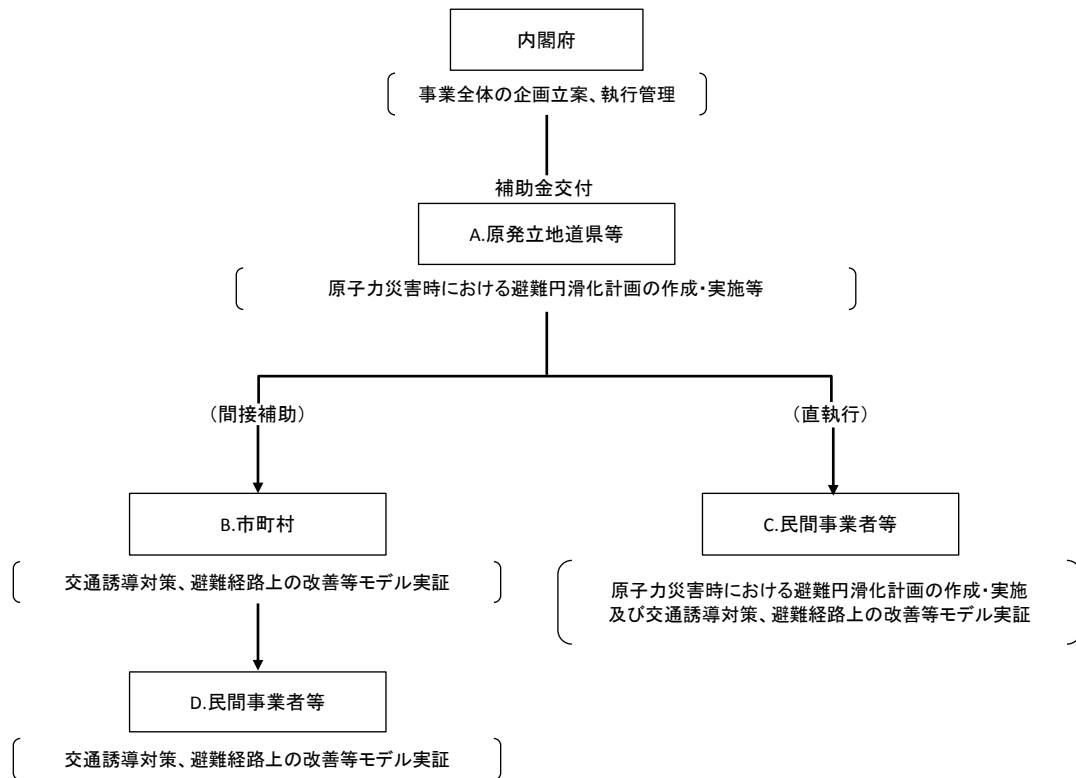 内閣府
事業全体の企画立案、執行管理
補助金交付
A.原発立地道県等
原子力災害時における避難円滑化計画の作成・実施等
（間接補助）
（直執行）
B.市町村
C.民間事業者等
交通誘導対策、避難経路上の改善等モデル実証
原子力災害時における避難円滑化計画の作成・実施
及び交通誘導対策、避難経路上の改善等モデル実証
D.民間事業者等
交通誘導対策、避難経路上の改善等モデル実証